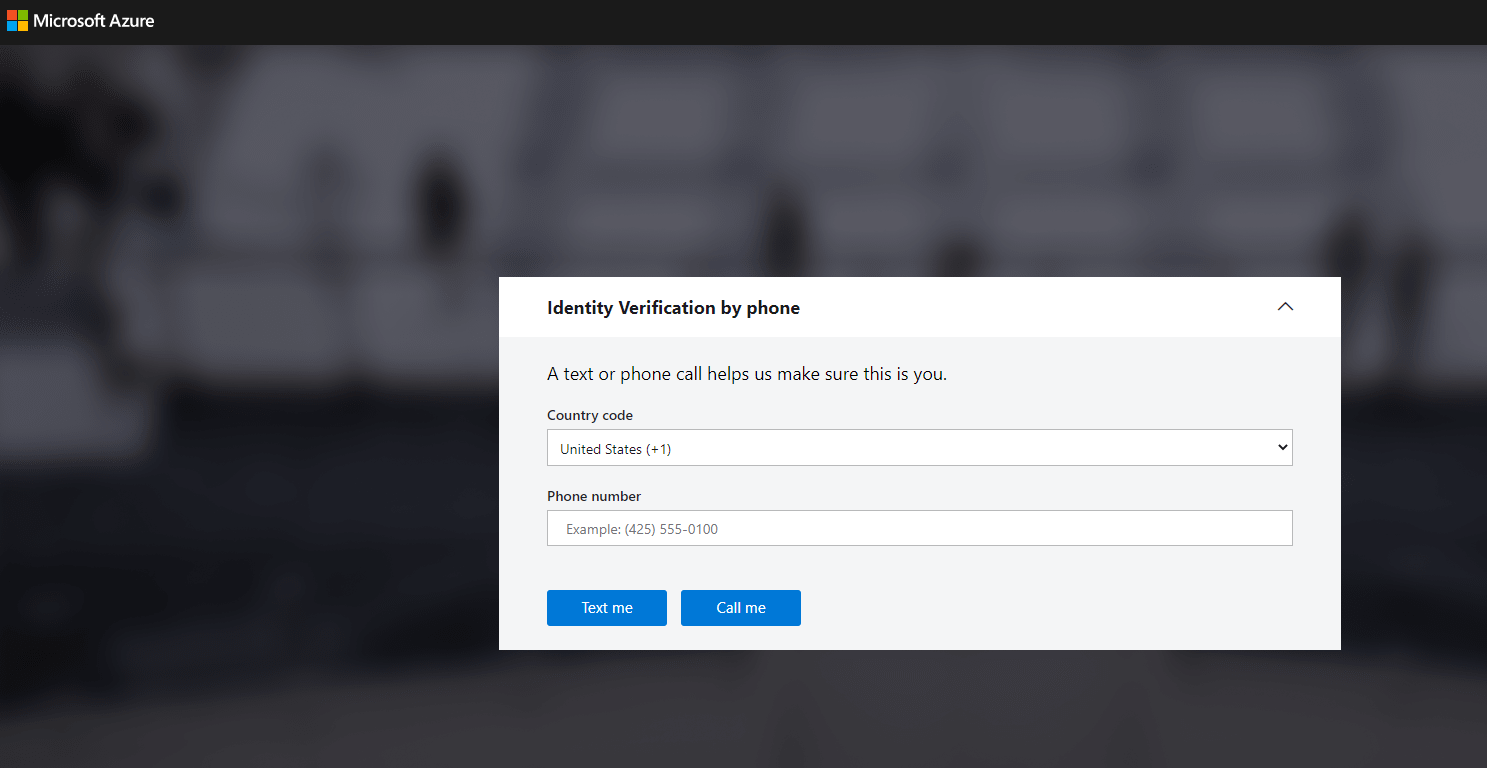 Microsoft Azure
Identity Verification by phone
A text or phone call helps us make sure this is you.
Country code
United States (+1)
Phone number
Example: (425) 555-0100
Text me
Call me